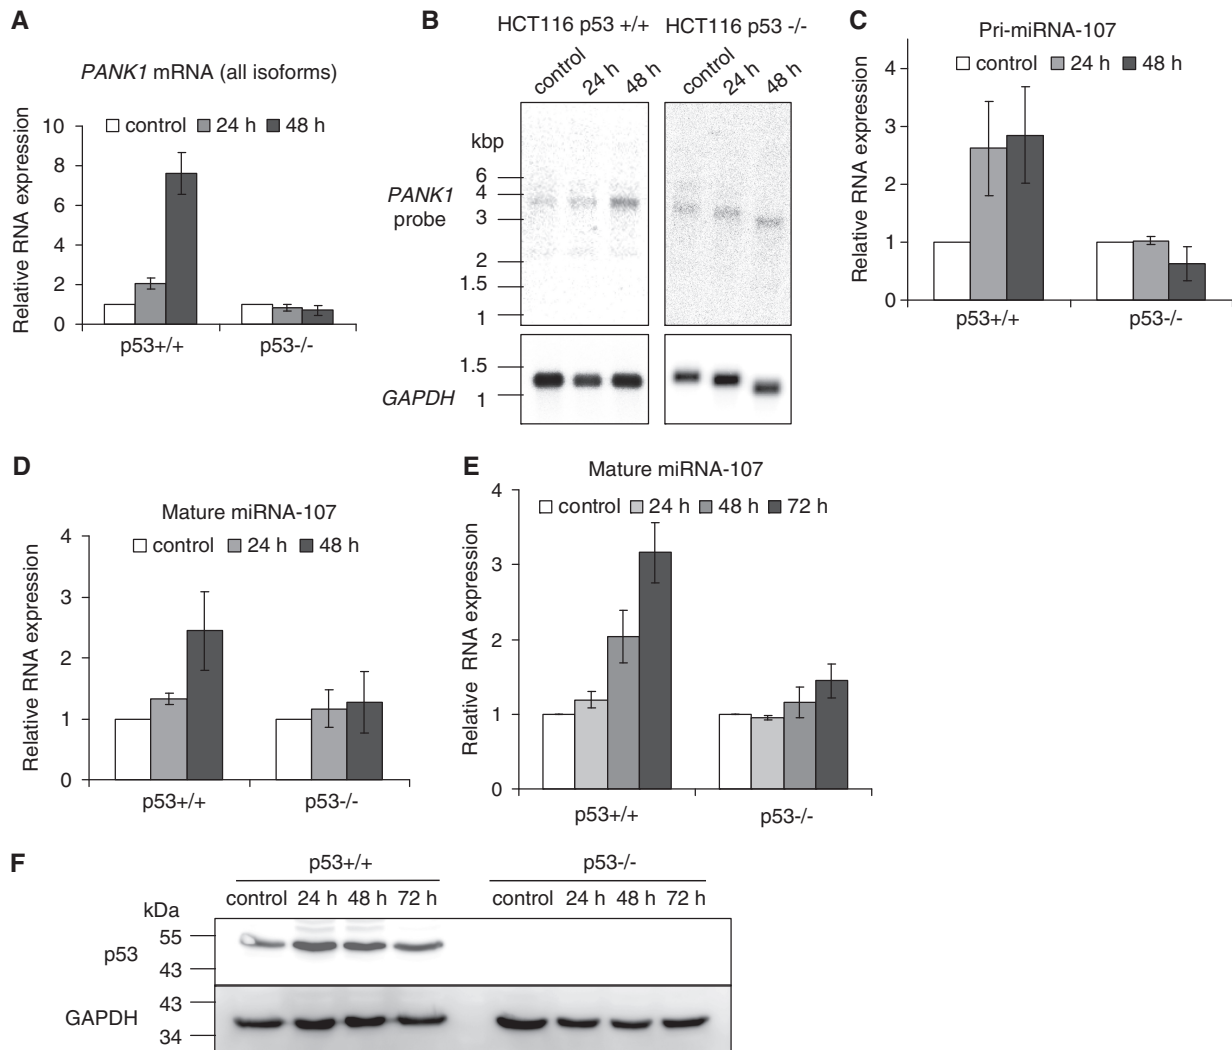 A
PANK1 mRNA (all isoforms)
control 24 h 48 h
Relative RNA expression
10
8
6
4
2
0
p53+/+ p53-/-
B
HCT116 p53 +/+ HCT116 p53 -/-
control 24 h 48 h control 24 h 48 h
kbp
PANK1
probe
6
4
3
2
1.5
1
GAPDH
1.5
1
C
Pri-miRNA-107
control 24 h 48 h
Relative RNA expression
4
3
2
1
0
p53+/+ p53-/-
D
Mature miRNA-107
control 24 h 48 h
Relative RNA expression
4
3
2
1
0
p53+/+ p53-/-
E
Mature miRNA-107
control 24 h 48 h 72 h
Relative RNA expression
4
3
2
1
0
p53+/+ p53-/-
F
p53+/+ p53-/-
control 24 h 48 h 72 h control 24 h 48 h 72 h
kDa
p53
55
43
GAPDH
43
34